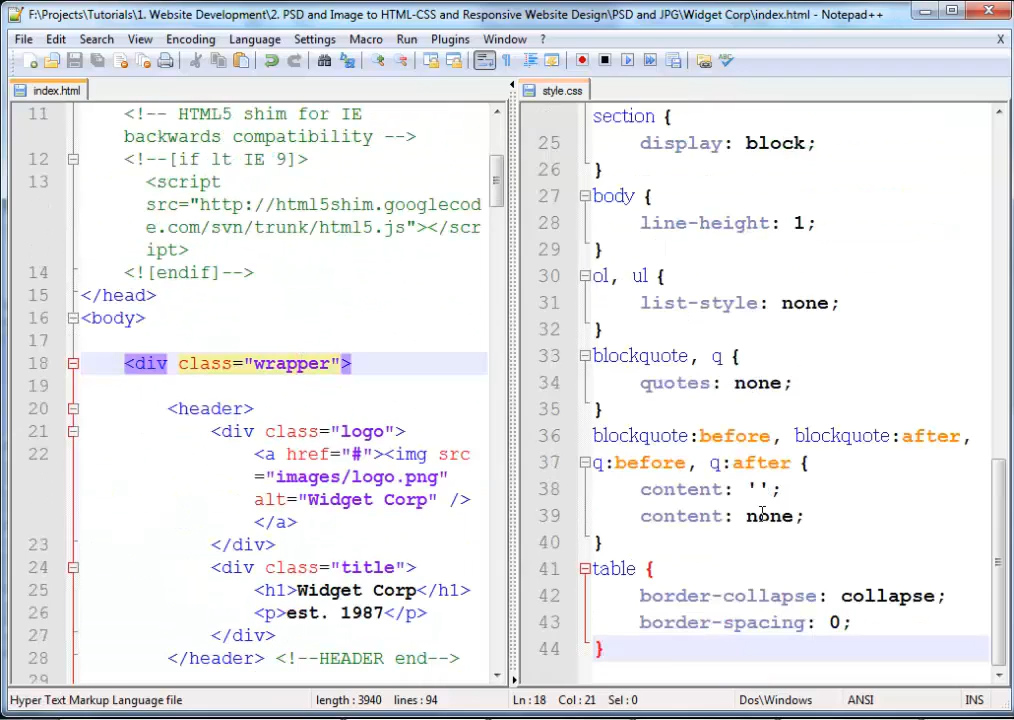 F:\Projects\Tutorials\1. Website Development\2. PSD and Image to HTML-CSS and Responsive Website Design\PSD and JPG\Widget Corp\index.html - Notepad++
File Edit Search View Encoding Language Settings Macro Run Plugins Window ? X
index.html
11 <!-- HTML5 shim for IE
backwards compatibility -->
12 <!--[if lt IE 9]>
13 <script
src="http://html5shim.googlecod
e.com/svn/trunk/html5.js"></scr
ipt>
14 <![endif]-->
15 </head>
16 <body>
17
18 <div class="wrapper">
19
20 <header>
21 <div class="logo">
22 <a href="#"><img src
="images/logo.png"
alt="Widget Corp" />
</a>
23 </div>
24 <div class="title">
25 <h1>Widget Corp</h1>
26 <p>est. 1987</p>
27 </div>
28 </header> <!--HEADER end-->
29
style.css
section {
25 display: block;
26 }
27 body {
28 line-height: 1;
29 }
30 ol, ul {
31 list-style: none;
32 }
33 blockquote, q {
34 quotes: none;
35 }
36 blockquote:before, blockquote:after,
37 q:before, q:after {
38 content: '';
39 content: none;
40 }
41 table {
42 border-collapse: collapse;
43 border-spacing: 0;
44 }
Hyper Text Markup Language file length : 3940 lines : 94 Ln : 18 Col : 21 Sel : 0 Dos\Windows ANSI INS